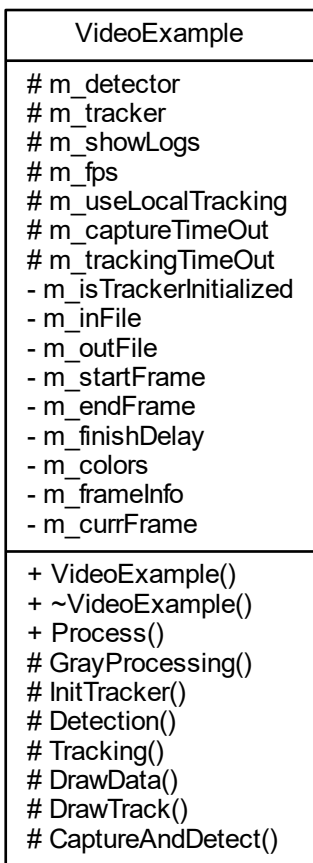 VideoExample
# m_detector
# m_tracker
# m_showLogs
# m_fps
# m_useLocalTracking
# m_captureTimeOut
# m_trackingTimeOut
- m_isTrackerInitialized
- m_inFile
- m_outFile
- m_startFrame
- m_endFrame
- m_finishDelay
- m_colors
- m_frameInfo
- m_currFrame
+ VideoExample()
+ ~VideoExample()
+ Process()
# GrayProcessing()
# InitTracker()
# Detection()
# Tracking()
# DrawData()
# DrawTrack()
# CaptureAndDetect()